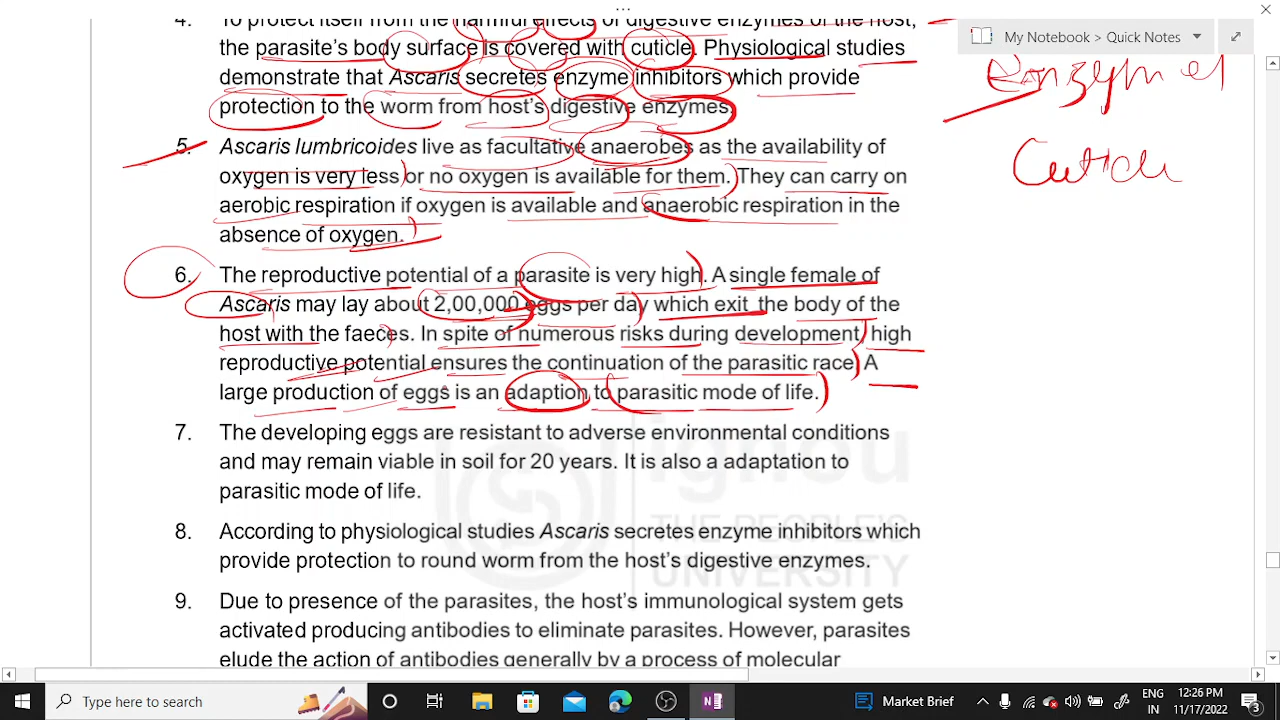 ...
My Notebook > Quick Notes
4. To protect itself from the harmful effects of digestive enzymes of the host,
the parasite's body surface is covered with cuticle. Physiological studies
demonstrate that Ascaris secretes enzyme inhibitors which provide
protection to the worm from host's digestive enzymes.
Enzymes
Cuticle
5. Ascaris lumbricoides live as facultative anaerobes as the availability of
oxygen is very less or no oxygen is available for them. They can carry on
aerobic respiration if oxygen is available and anaerobic respiration in the
absence of oxygen.
6. The reproductive potential of a parasite is very high. A single female of
Ascaris may lay about 2,00,000 eggs per day which exit the body of the
host with the faeces. In spite of numerous risks during development, high
reproductive potential ensures the continuation of the parasitic race. A
large production of eggs is an adaption to parasitic mode of life.
7. The developing eggs are resistant to adverse environmental conditions
and may remain viable in soil for 20 years. It is also a adaptation to
parasitic mode of life.
ignou
THE PEOPLE'S
UNIVERSITY
8. According to physiological studies Ascaris secretes enzyme inhibitors which
provide protection to round worm from the host's digestive enzymes.
9. Due to presence of the parasites, the host's immunological system gets
activated producing antibodies to eliminate parasites. However, parasites
elude the action of antibodies generally by a process of molecular
Type here to search
Market Brief
ENG
IN
12:26 PM
11/17/2022
3